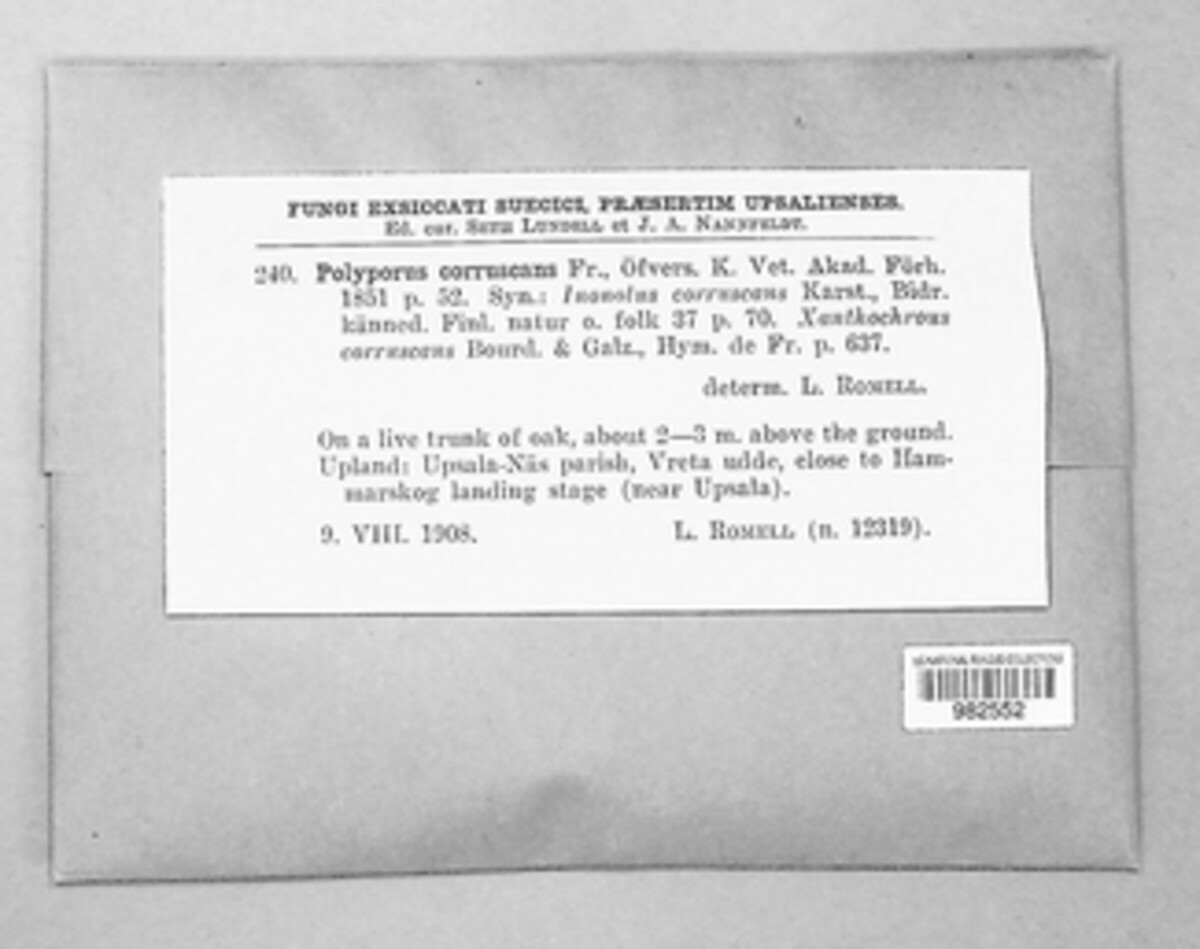 FUNGI EXSICCATI SUECICI, PRÆSERTIM UPSALIENSES.
Ed. cur. SETH LUNDELL et J. A. NANNFELDT.
240. Polyporus corruscans Fr., Öfvers. K. Vet. Akad. Förh.
1851 p. 52. Syn.: Inonotus corruscans Karst., Bidr.
känned. Finl. natur o. folk 37 p. 70. Xanthochrous
corruscans Bourd. & Galz., Hym. de Fr. p. 637.
determ. L. ROMELL.
On a live trunk of oak, about 2—3 m. above the ground.
Upland: Upsala-Näs parish, Vreta udde, close to Ham-
marskog landing stage (near Upsala).
9. VIII. 1908. L. ROMELL (n. 12319).
982552